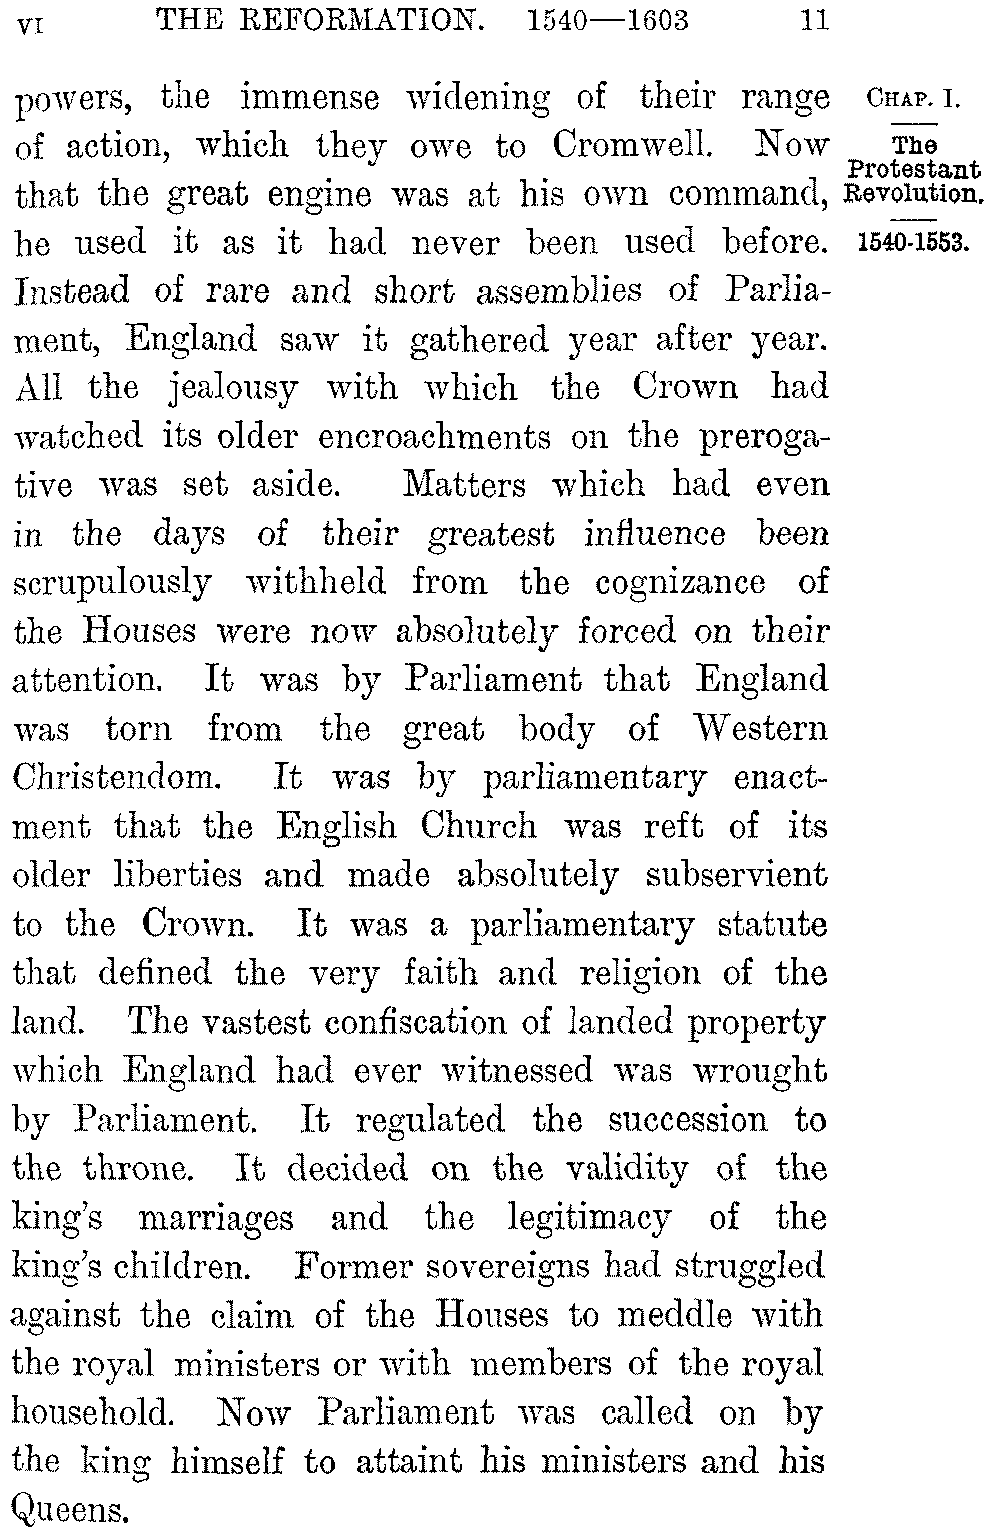 VI THE REFORMATION. 1540—1603 11
powers, the immense widening of their range
of action, which they owe to Cromwell. Now
that the great engine was at his own command,
he used it as it had never been used before.
Instead of rare and short assemblies of Parlia-
ment, England saw it gathered year after year.
All the jealousy with which the Crown had
watched its older encroachments on the preroga-
tive was set aside. Matters which had even
in the days of their greatest influence been
scrupulously withheld from the cognizance of
the Houses were now absolutely forced on their
attention. It was by Parliament that England
was torn from the great body of Western
Christendom. It was by parliamentary enact-
ment that the English Church was reft of its
older liberties and made absolutely subservient
to the Crown. It was a parliamentary statute
that defined the very faith and religion of the
land. The vastest confiscation of landed property
which England had ever witnessed was wrought
by Parliament. It regulated the succession to
the throne. It decided on the validity of the
king's marriages and the legitimacy of the
king's children. Former sovereigns had struggled
against the claim of the Houses to meddle with
the royal ministers or with members of the royal
household. Now Parliament was called on by
the king himself to attaint his ministers and his
Queens.
CHAP. I.
The
Protestant
Revolution.
1540-1553.